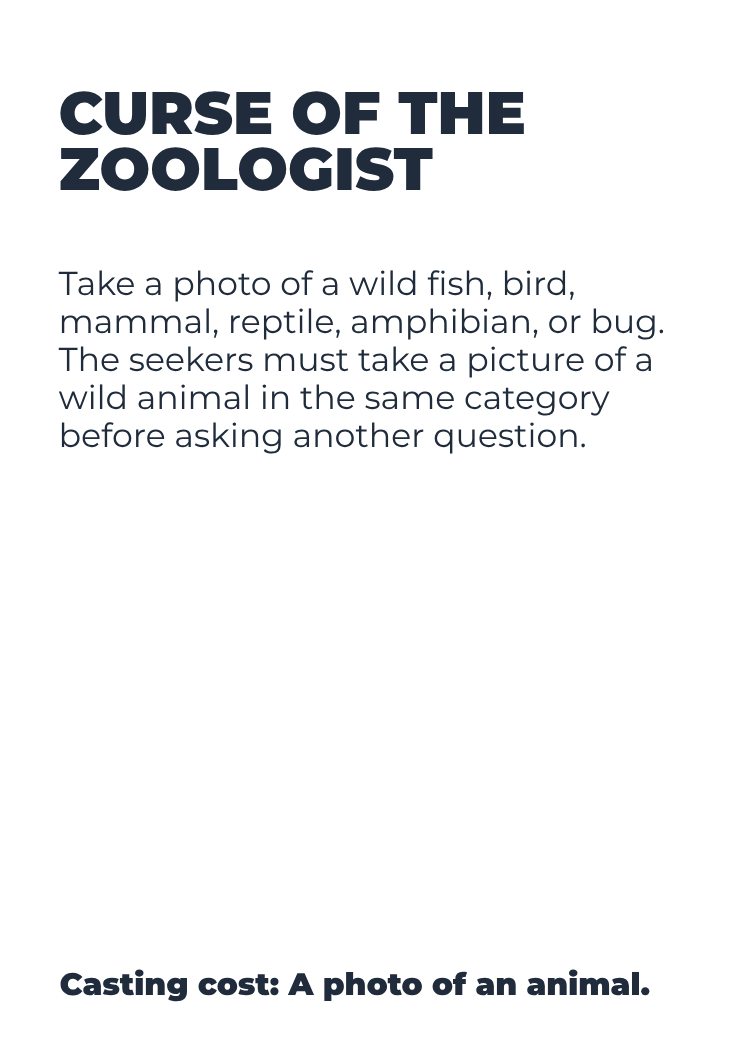 CURSE OF THE
ZOOLOGIST
Take a photo of a wild fish, bird,
mammal, reptile, amphibian, or bug.
The seekers must take a picture of a
wild animal in the same category
before asking another question.
Casting cost: A photo of an animal.